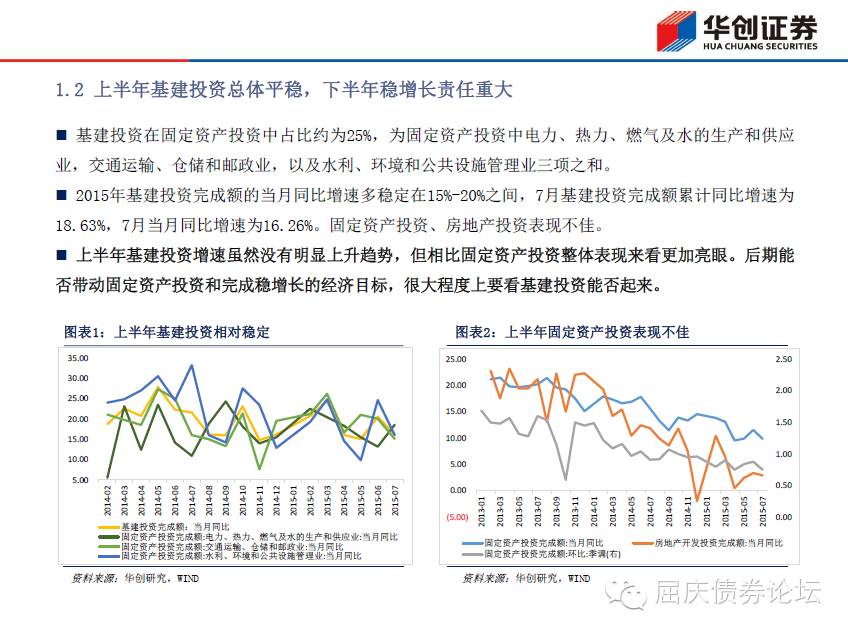 华创证券
HUA CHUANG SECURITIES
1.2 上半年基建投资总体平稳，下半年稳增长责任重大
■ 基建投资在固定资产投资中占比约为25%，为固定资产投资中电力、热力、燃气及水的生产和供应
业，交通运输、仓储和邮政业，以及水利、环境和公共设施管理业三项之和。
■ 2015年基建投资完成额的当月同比增速多稳定在15%-20%之间，7月基建投资完成额累计同比增速为
18.63%，7月当月同比增速为16.26%。固定资产投资、房地产投资表现不佳。
■ 上半年基建投资增速虽然没有明显上升趋势，但相比固定资产投资整体表现来看更加亮眼。后期能
否带动固定资产投资和完成稳增长的经济目标，很大程度上要看基建投资能否起来。
图表1：上半年基建投资相对稳定
35.00
30.00
25.00
20.00
15.00
10.00
5.00
2014-02 2014-03 2014-04 2014-05 2014-06 2014-07 2014-08 2014-09 2014-10 2014-11 2014-12 2015-01 2015-02 2015-03 2015-04 2015-05 2015-06 2015-07
基建投资完成额：当月同比
固定资产投资完成额:电力、热力、燃气及水的生产和供应业:当月同比
固定资产投资完成额:交通运输、仓储和邮政业:当月同比
固定资产投资完成额:水利、环境和公共设施管理业:当月同比
资料来源：华创研究，WIND
图表2：上半年固定资产投资表现不佳
25.00 2.50
20.00 2.00
15.00 1.50
10.00 1.00
5.00 0.50
0.00
(5.00) 0.00
2013-01 2013-03 2013-05 2013-07 2013-09 2013-11 2014-01 2014-03 2014-05 2014-07 2014-09 2014-11 2015-01 2015-03 2015-05 2015-07
固定资产投资完成额:当月同比 房地产开发投资完成额:当月同比
固定资产投资完成额:环比:季调(右)
资料来源：华创研究，WIND
屈庆债券论坛